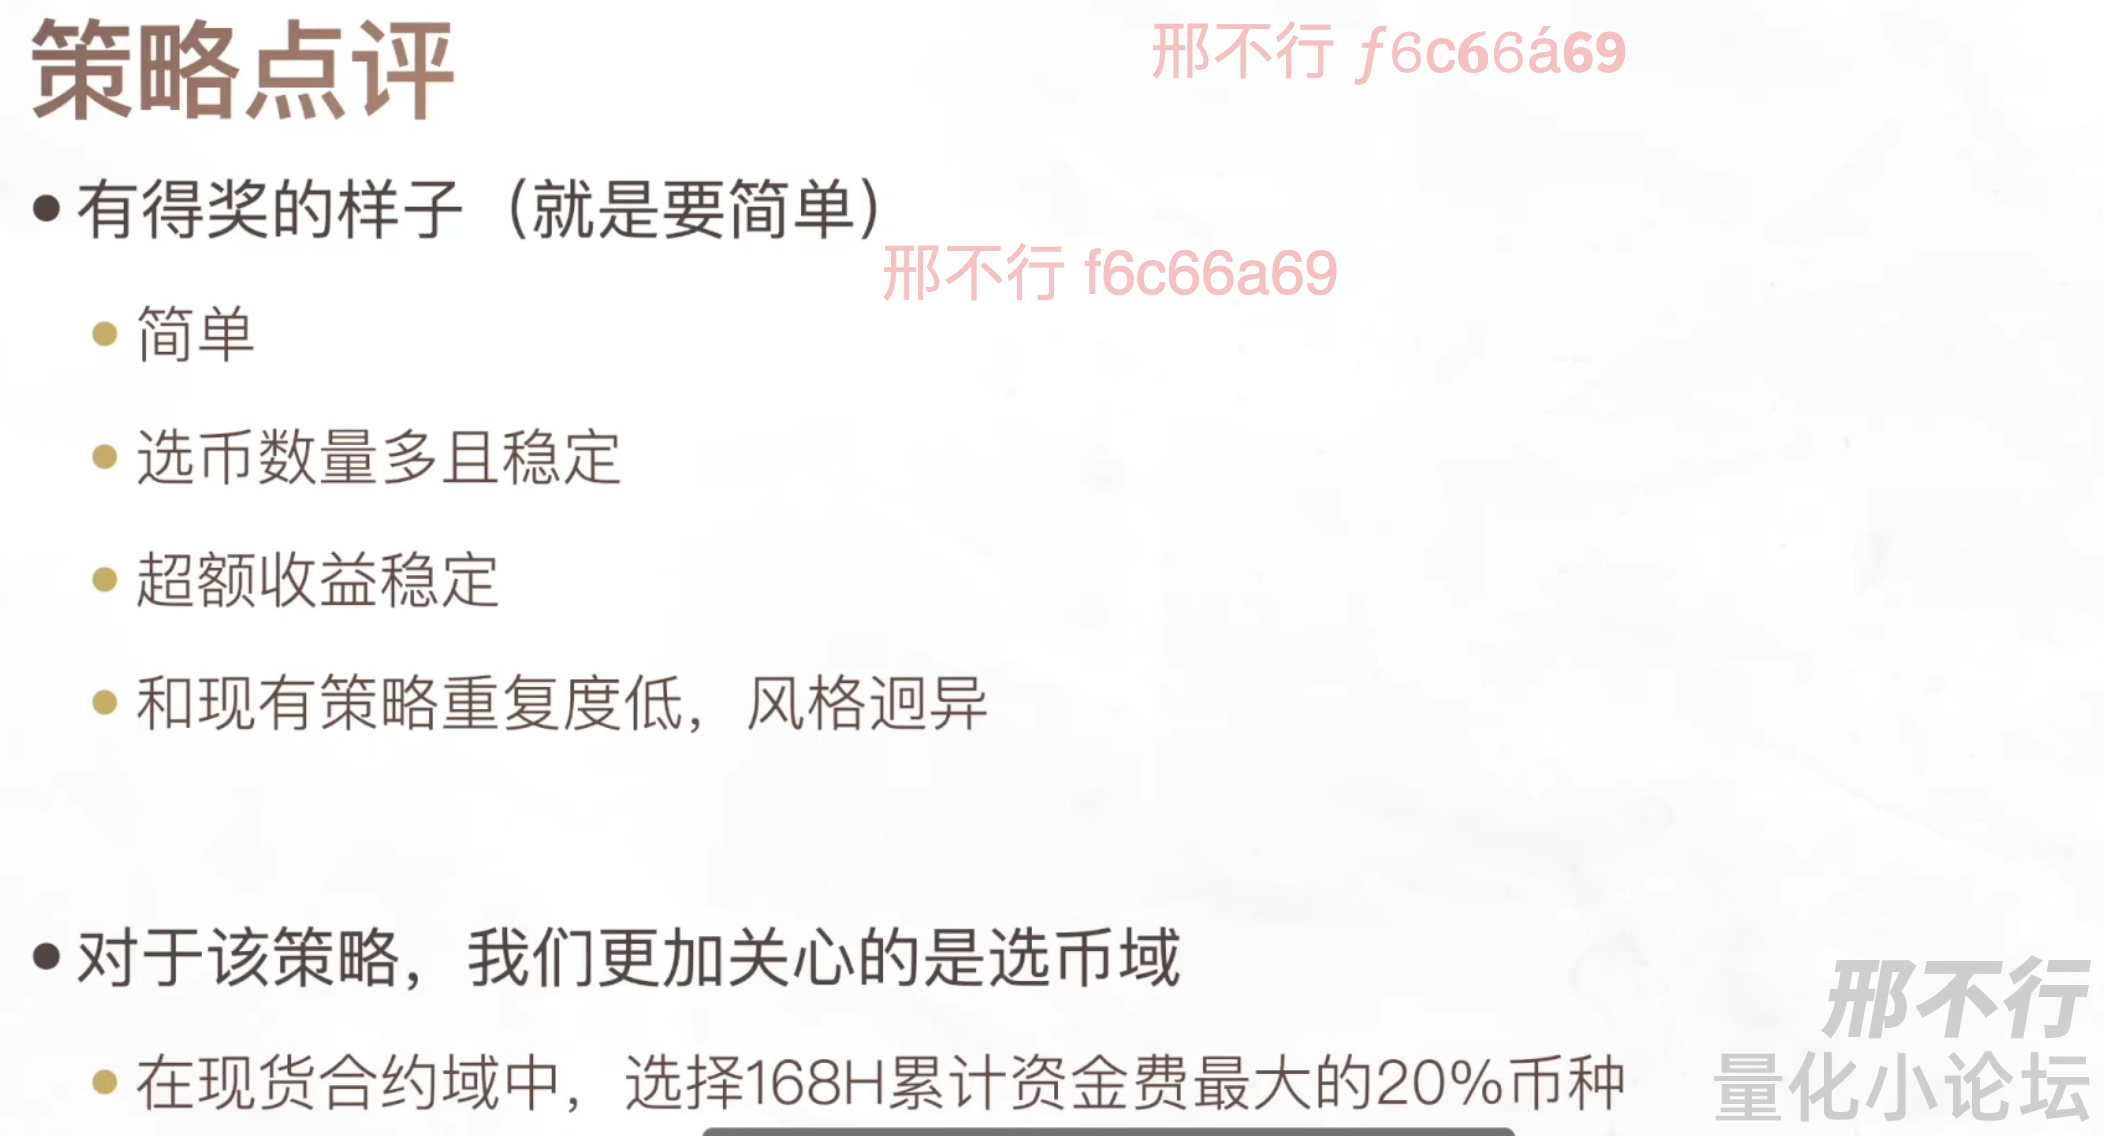 策略点评
邢不行 f6c66á69
• 有得奖的样子（就是要简单）
邢不行 f6c66a69
• 简单
• 选币数量多且稳定
• 超额收益稳定
• 和现有策略重复度低，风格迥异
• 对于该策略，我们更加关心的是选币域
• 在现货合约域中，选择168H累计资金费最大的20%币种
邢不行
量化小论坛